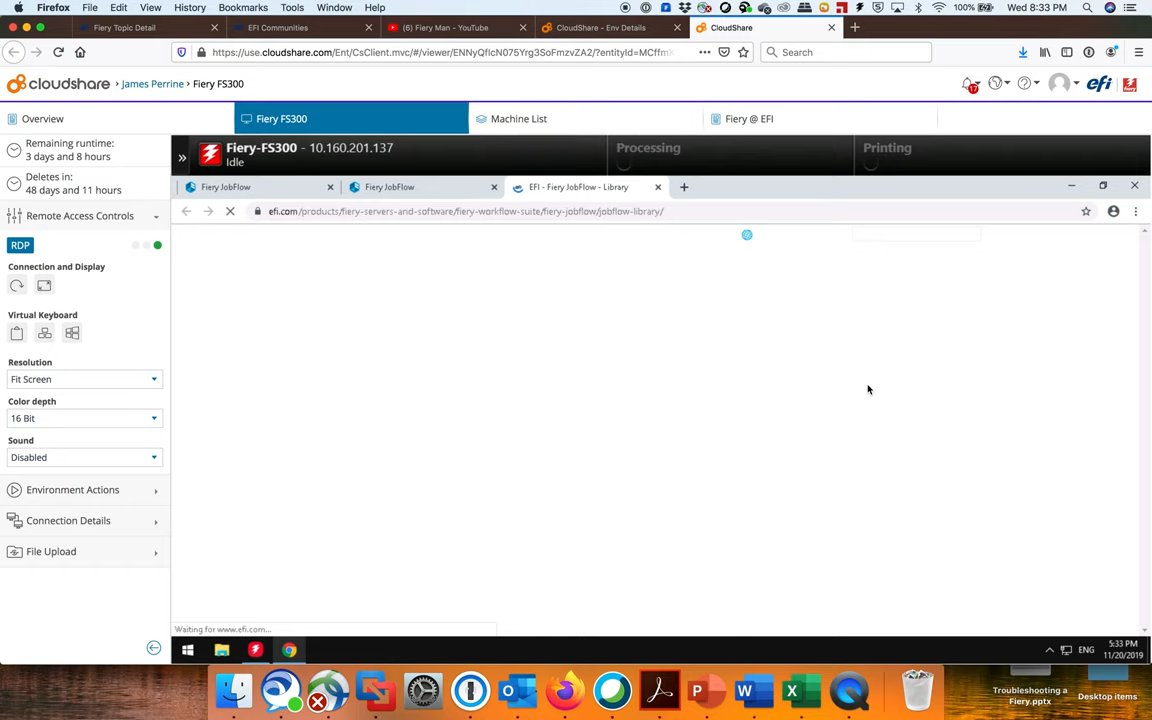 Firefox File Edit View History Bookmarks Tools Window Help 100% Wed 8:33 PM
Fiery Topic Detail EFI Communities (6) Fiery Man - YouTube CloudShare - Env Details CloudShare
https://use.cloudshare.com/Ent/CsClient.mvc/#/viewer/ENNyQficN075Yrg3SoFmzvZA2/?entityId=MCffm Search
cloudshare James Perrine Fiery FS300 17 efi
Overview Fiery FS300 Machine List Fiery @ EFI
Remaining runtime:
3 days and 8 hours
Deletes in:
48 days and 11 hours
Remote Access Controls
RDP
Connection and Display
Virtual Keyboard
Resolution
Fit Screen
Color depth
16 Bit
Sound
Disabled
Environment Actions
Connection Details
File Upload
Fiery-FS300 - 10.160.201.137 Processing Printing
Idle
Fiery JobFlow Fiery JobFlow EFI - Fiery JobFlow - Library
efi.com/products/fiery-servers-and-software/fiery-workflow-suite/fiery-jobflow/jobflow-library/
Waiting for www.efi.com...
ENG 5:33 PM
11/20/2019
Troubleshooting a
Fiery.pptx
Desktop items